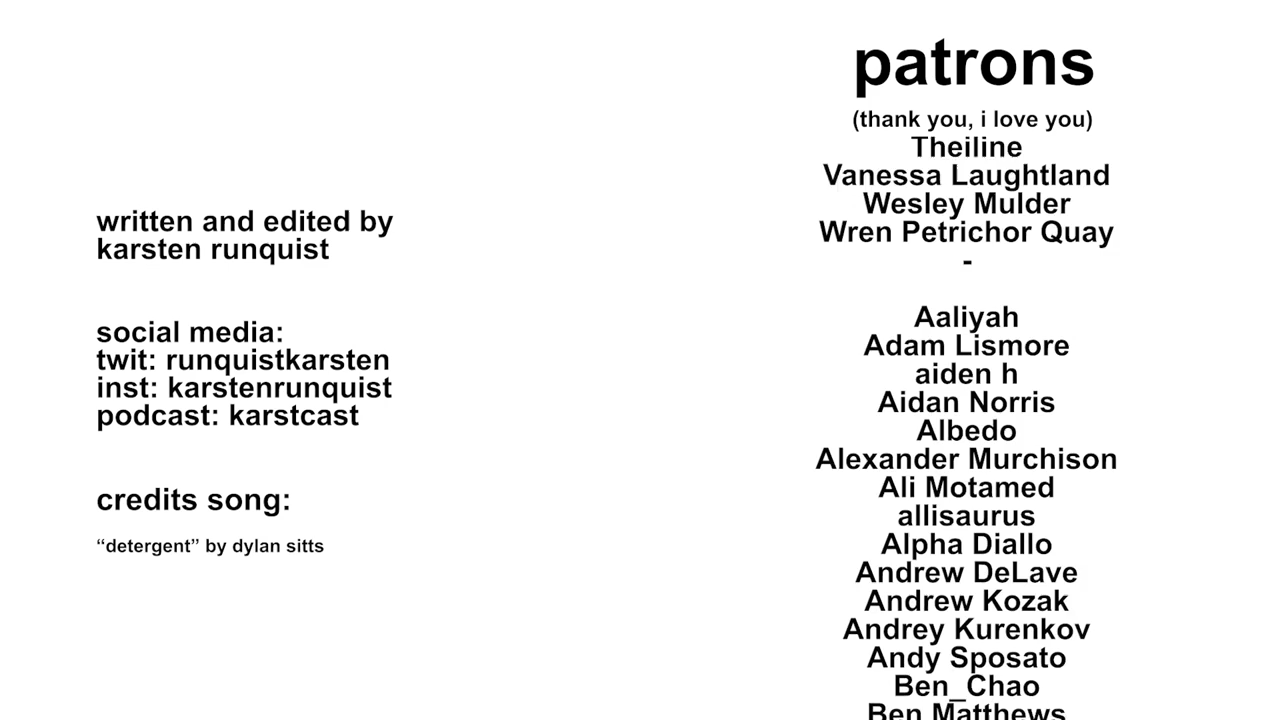 written and edited by
karsten runquist
social media:
twit: runquistkarsten
inst: karstenrunquist
podcast: karstcast
credits song:
“detergent” by dylan sitts
patrons
(thank you, i love you)
Theiline
Vanessa Laughtland
Wesley Mulder
Wren Petrichor Quay
-
Aaliyah
Adam Lismore
aiden h
Aidan Norris
Albedo
Alexander Murchison
Ali Motamed
allisaurus
Alpha Diallo
Andrew DeLave
Andrew Kozak
Andrey Kurenkov
Andy Sposato
Ben_Chao
Ben Matthews